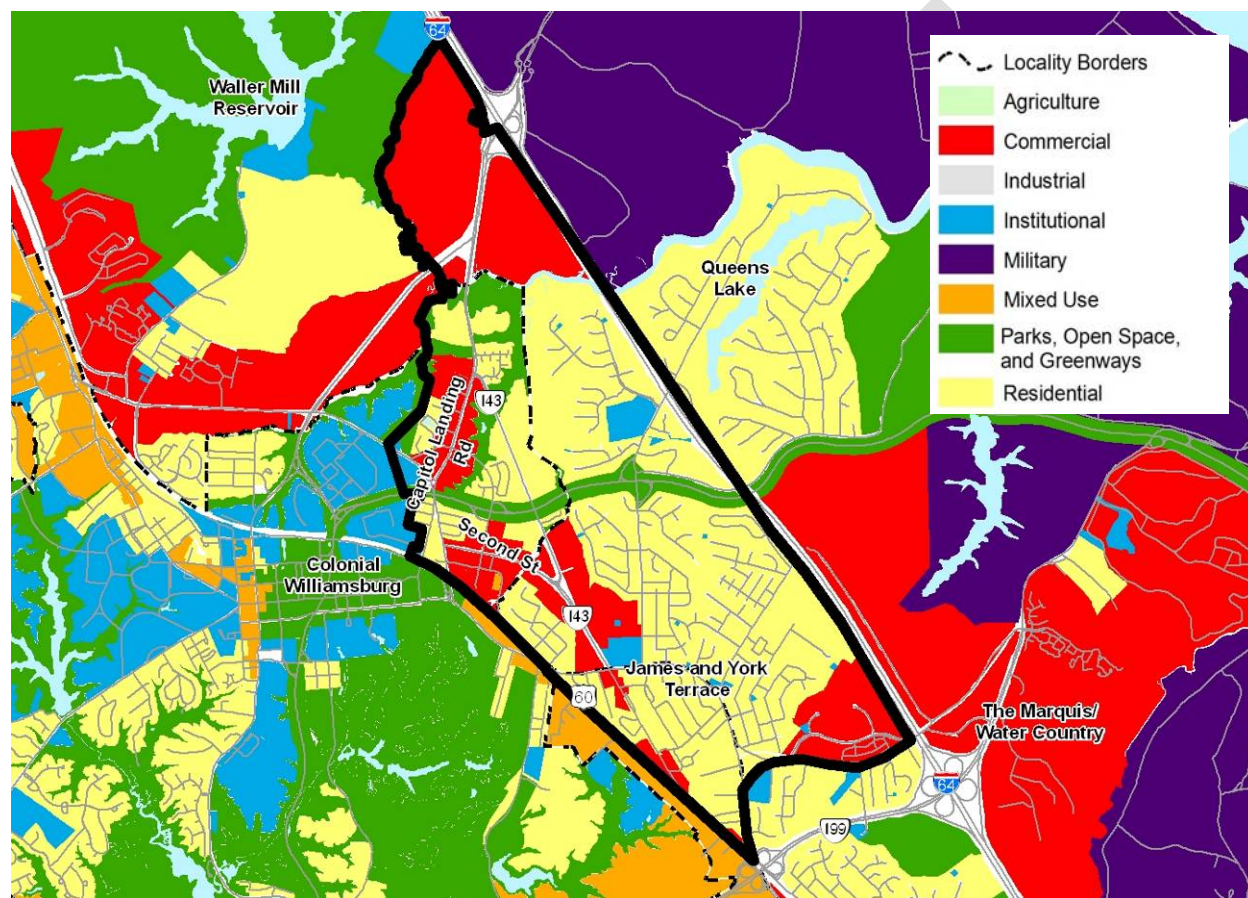 64
Waller Mill
Reservoir
Locality Borders
Agriculture
Commercial
Industrial
Institutional
Military
Mixed Use
Parks, Open Space,
and Greenways
Residential
Queens
Lake
Capitol Landing
Rd
143
Second St
Colonial
Williamsburg
143
James and York
Terrace
60
The Marquis/
Water Country
64
199